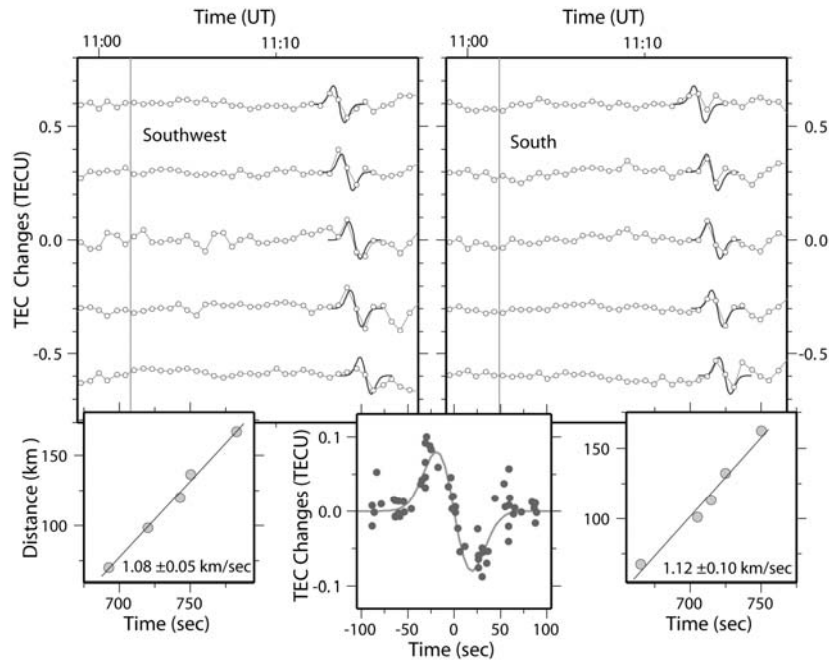 Time (UT)
Time (UT)
11:00
11:10
11:00
11:10
TEC Changes (TECU)
0.5
0.0
-0.5
Southwest
South
0.5
0.0
-0.5
Distance (km)
150
100
1.08 ±0.05 km/sec
700
750
Time (sec)
TEC Changes (TECU)
0.1
0.0
-0.1
-100
-50
0
50
100
Time (sec)
150
100
1.12 ±0.10 km/sec
700
750
Time (sec)